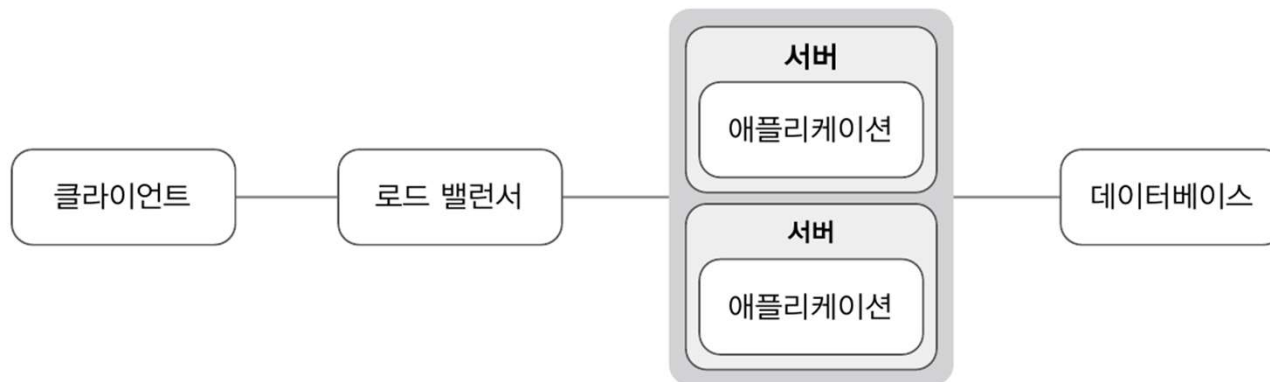 클라이언트
로드 밸런서
서버
애플리케이션
서버
애플리케이션
데이터베이스